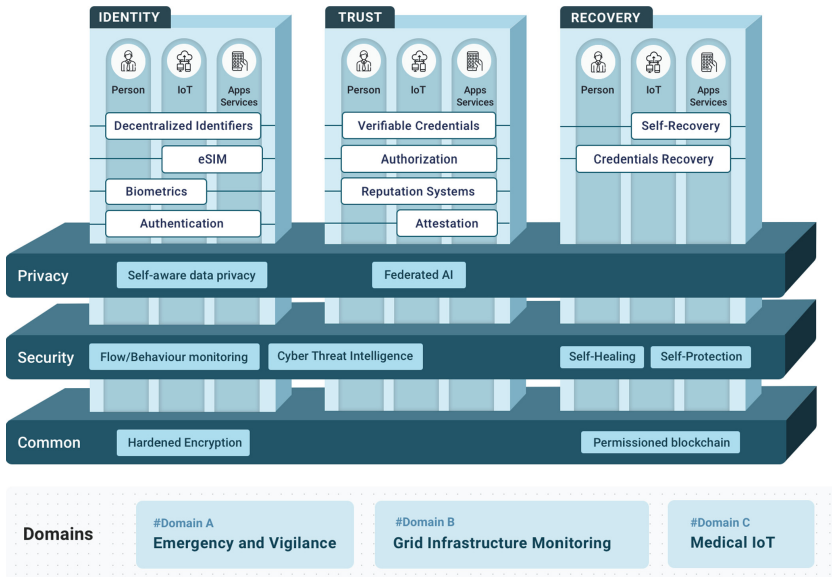 IDENTITY
Person
IoT
Apps
Services
Decentralized Identifiers
eSIM
Biometrics
Authentication
TRUST
Person
IoT
Apps
Services
Verifiable Credentials
Authorization
Reputation Systems
Attestation
RECOVERY
Person
IoT
Apps
Services
Self-Recovery
Credentials Recovery
Privacy
Self-aware data privacy
Federated AI
Security
Flow/Behaviour monitoring
Cyber Threat Intelligence
Self-Healing
Self-Protection
Common
Hardened Encryption
Permissioned blockchain
Domains
#Domain A
Emergency and Vigilance
#Domain B
Grid Infrastructure Monitoring
#Domain C
Medical IoT